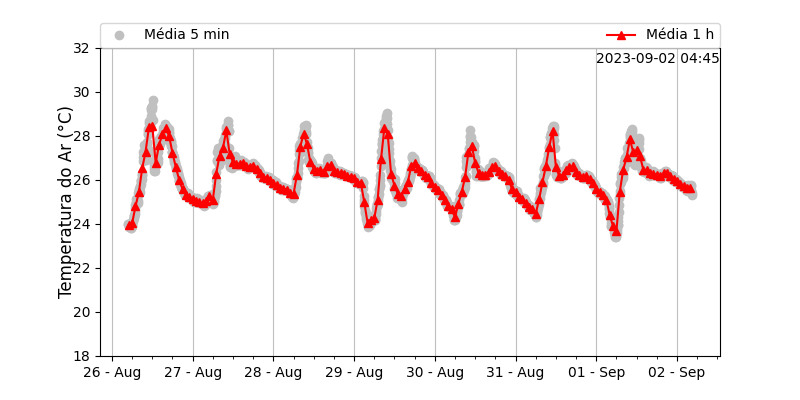 Média 5 min
Média 1 h
2023-09-02 04:45
Temperatura do Ar (°C)
32
30
28
26
24
22
20
18
26 - Aug
27 - Aug
28 - Aug
29 - Aug
30 - Aug
31 - Aug
01 - Sep
02 - Sep